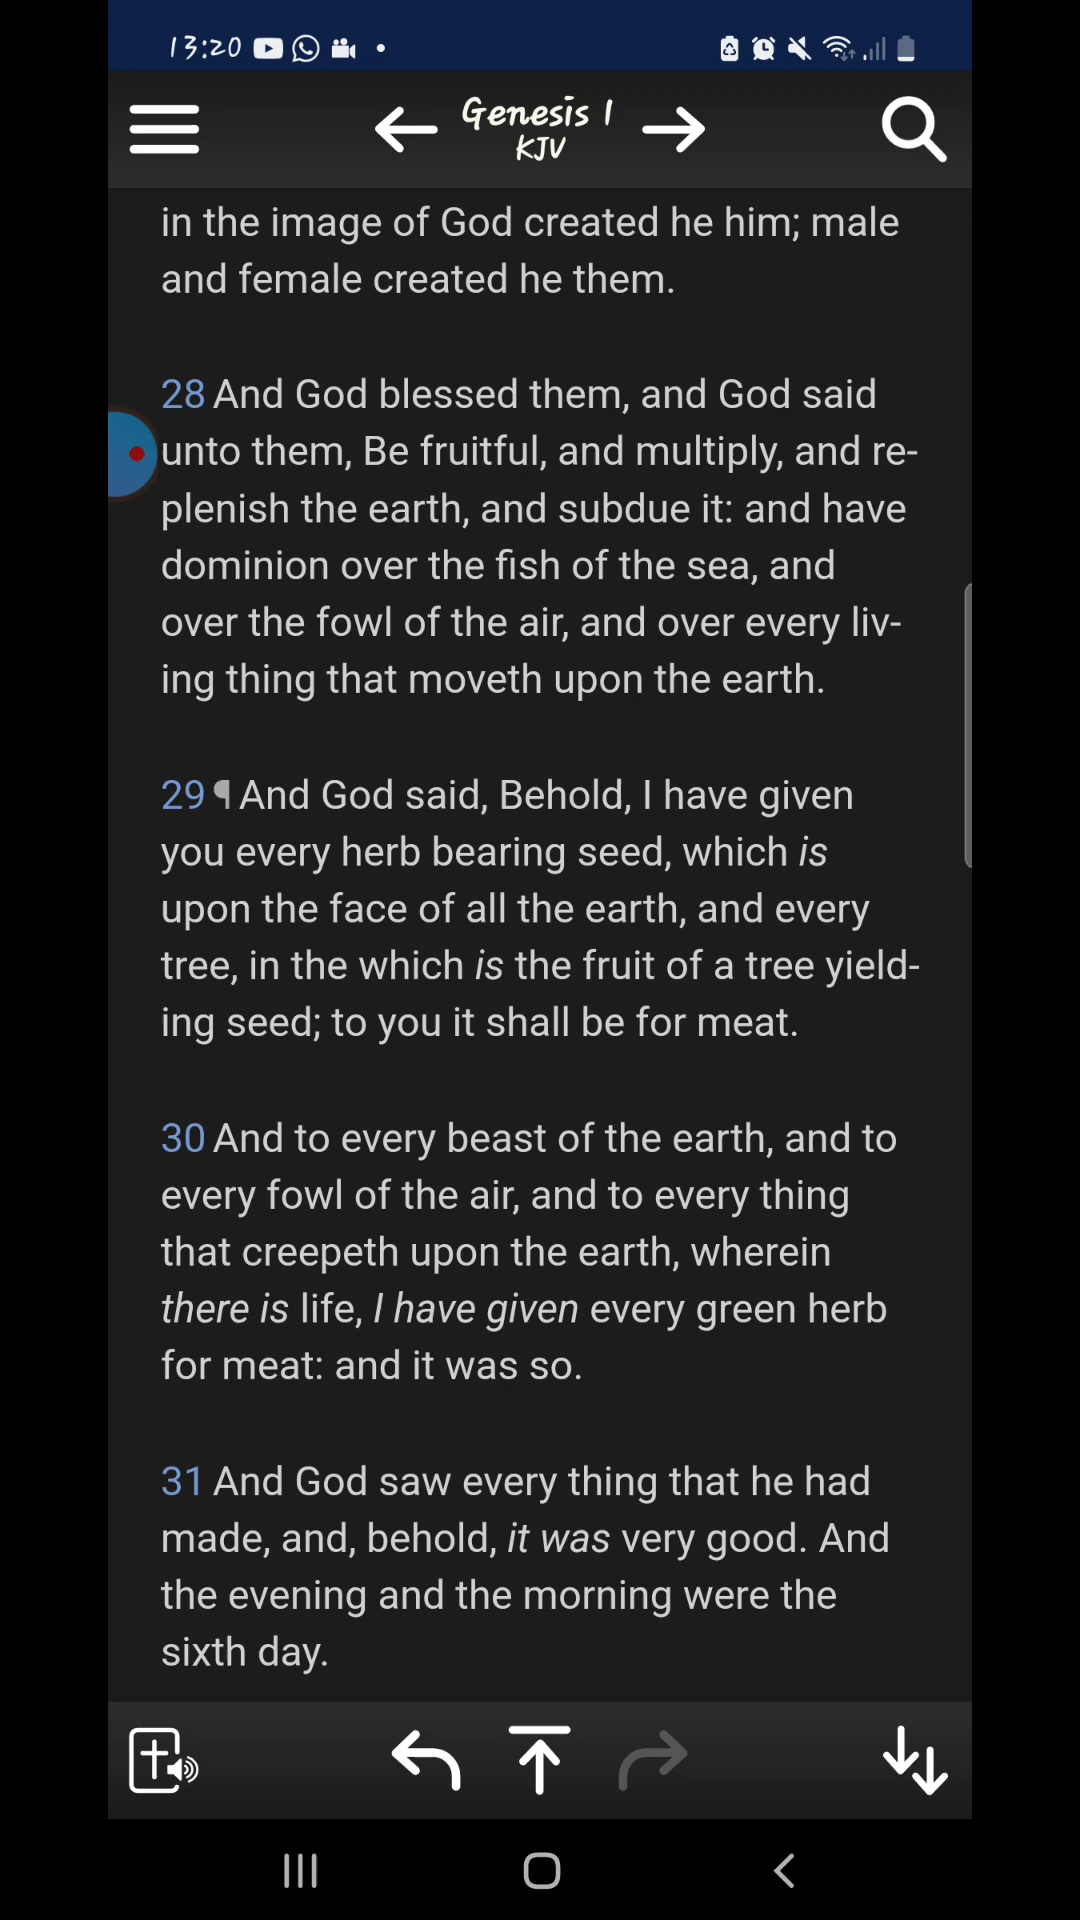 13:20
Genesis 1
KJV
in the image of God created he him; male
and female created he them.
28 And God blessed them, and God said
unto them, Be fruitful, and multiply, and re-
plenish the earth, and subdue it: and have
dominion over the fish of the sea, and
over the fowl of the air, and over every liv-
ing thing that moveth upon the earth.
29 ¶ And God said, Behold, I have given
you every herb bearing seed, which is
upon the face of all the earth, and every
tree, in the which is the fruit of a tree yield-
ing seed; to you it shall be for meat.
30 And to every beast of the earth, and to
every fowl of the air, and to every thing
that creepeth upon the earth, wherein
there is life, I have given every green herb
for meat: and it was so.
31 And God saw every thing that he had
made, and, behold, it was very good. And
the evening and the morning were the
sixth day.